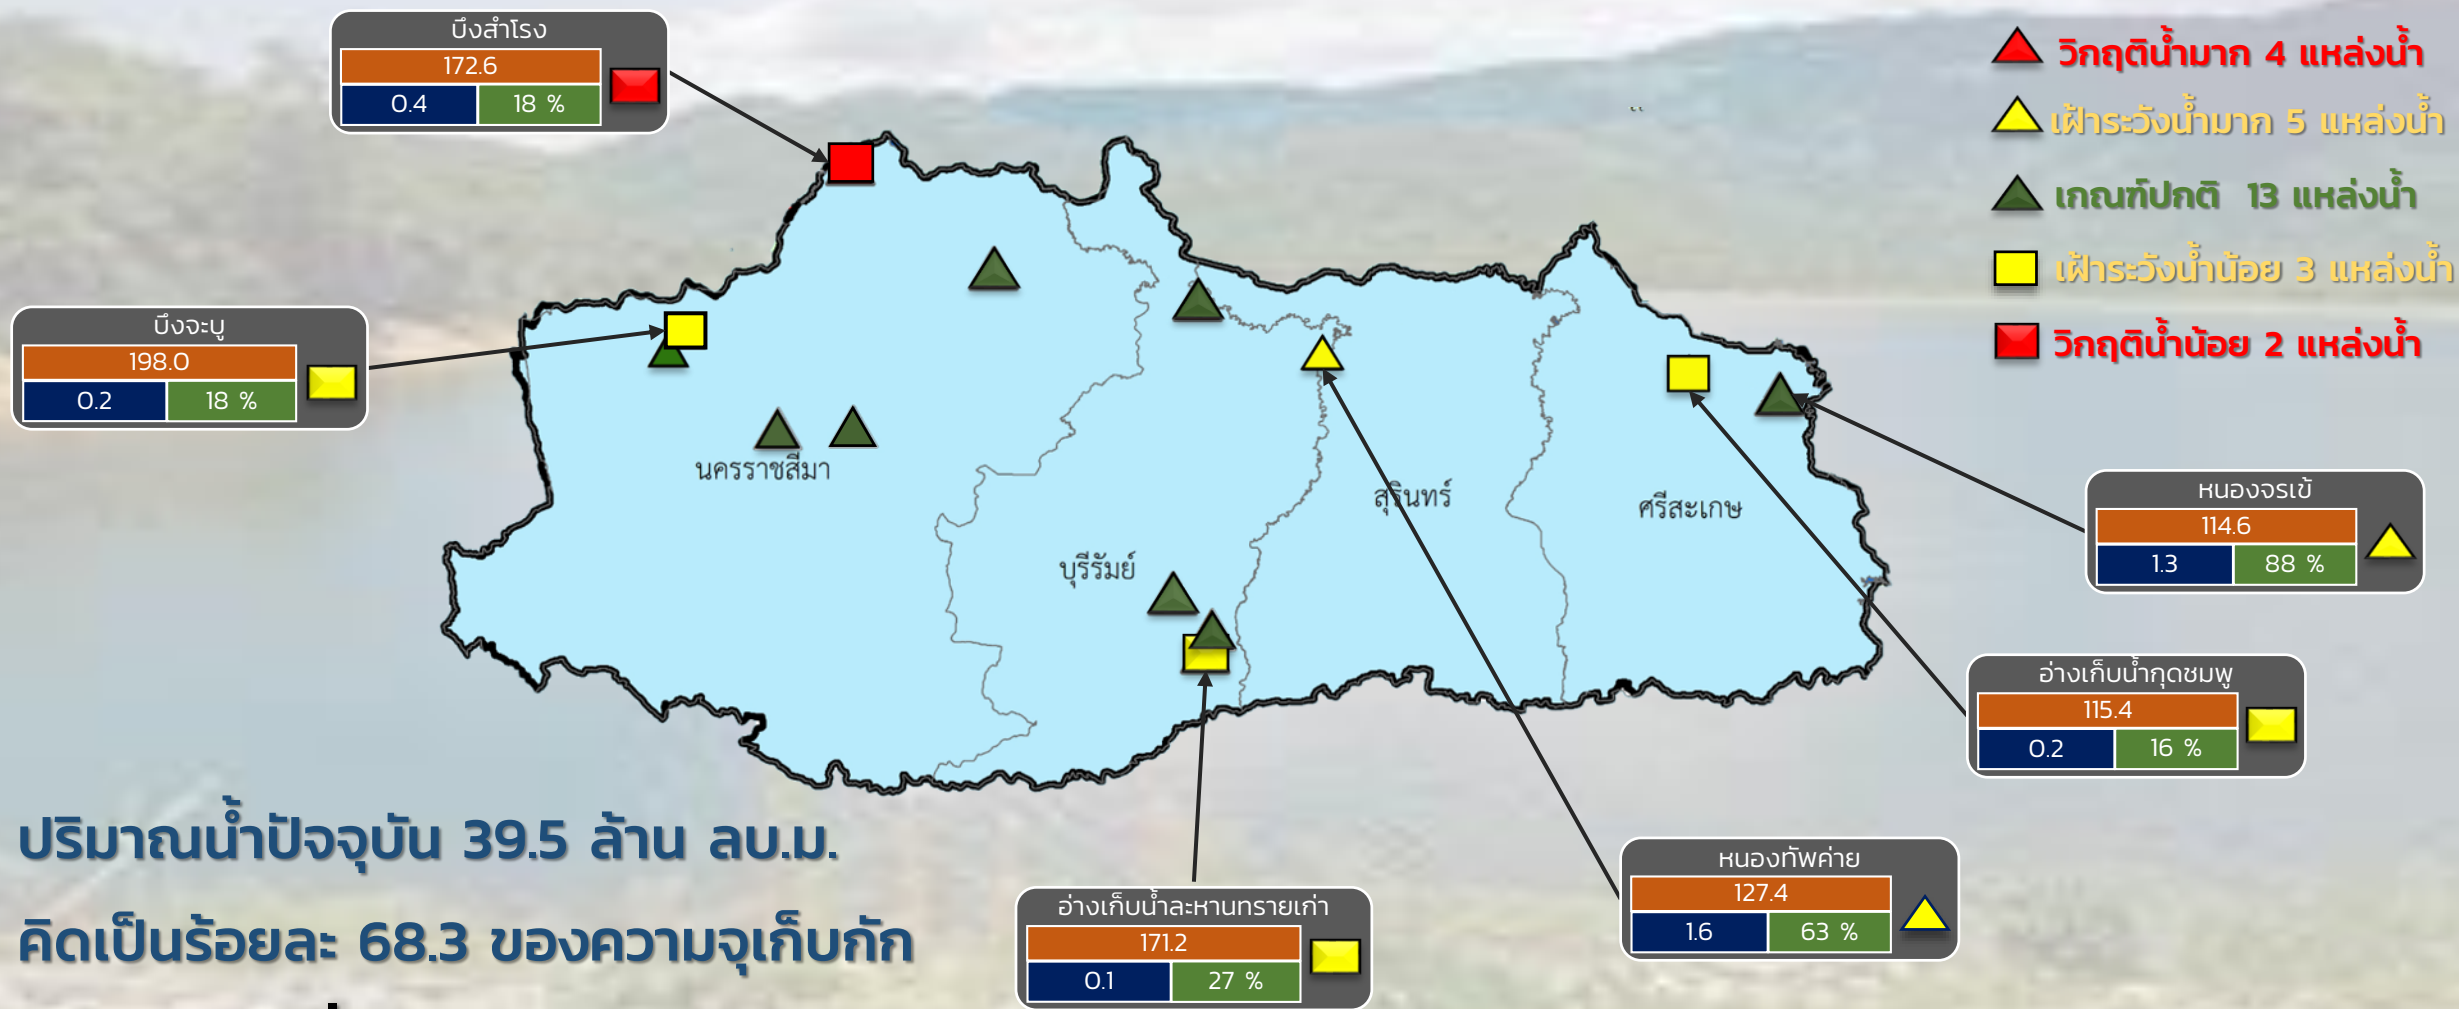 บึงสำโรง
172.6
0.4 18 %
วิกฤติน้ำมาก 4 แหล่งน้ำ
เฝ้าระวังน้ำมาก 5 แหล่งน้ำ
เกณฑ์ปกติ 13 แหล่งน้ำ
เฝ้าระวังน้ำน้อย 3 แหล่งน้ำ
วิกฤติน้ำน้อย 2 แหล่งน้ำ
บึงจะบู
198.0
0.2 18 %
นครราชสีมา
บุรีรัมย์
สุรินทร์
ศรีสะเกษ
หนองจรเข้
114.6
1.3 88 %
อ่างเก็บน้ำกุดชมพู
115.4
0.2 16 %
หนองทัพค่าย
127.4
1.6 63 %
อ่างเก็บน้ำละหานทรายเก่า
171.2
0.1 27 %
ปริมาณน้ำปัจจุบัน 39.5 ล้าน ลบ.ม.
คิดเป็นร้อยละ 68.3 ของความจุเก็บกัก